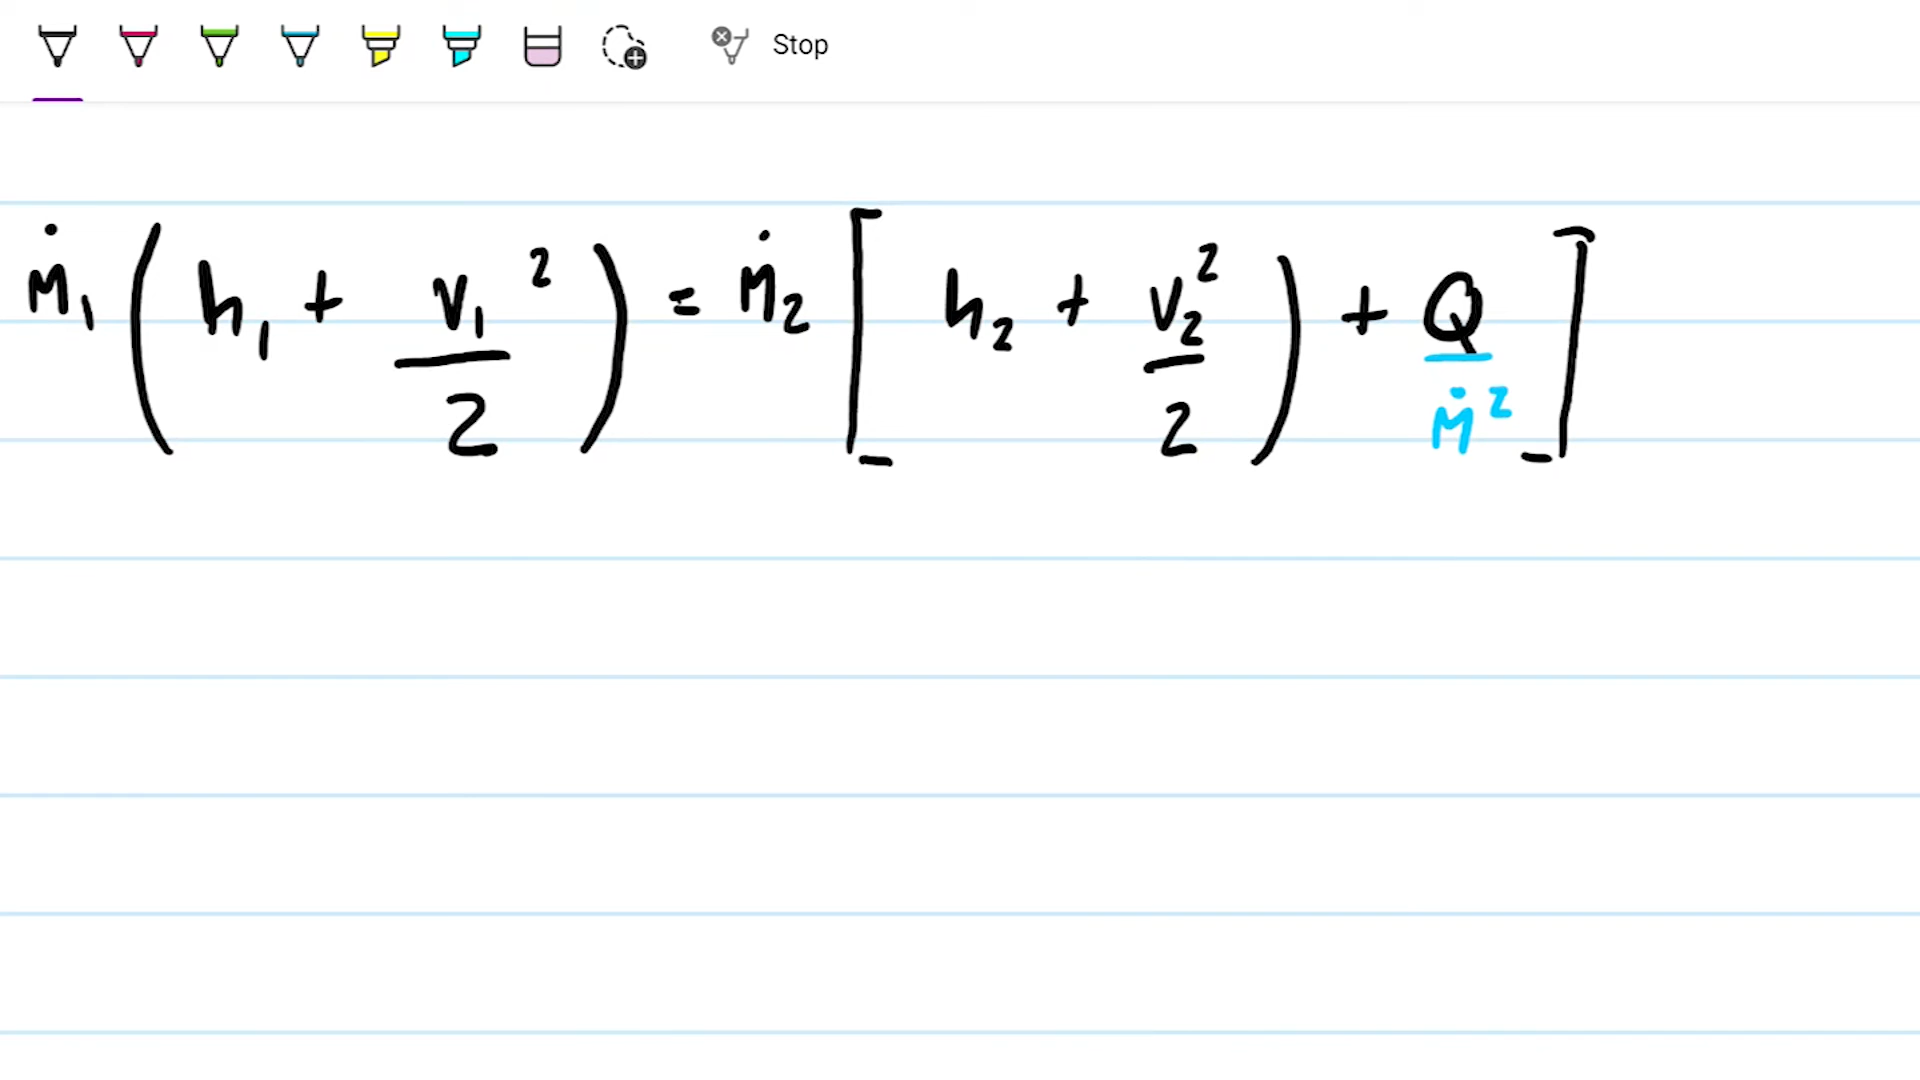 Stop
ṁ₁ ( h₁ + v₁² / 2 ) = ṁ₂ [ h₂ + v₂² / 2 ) + Q / ṁ² ]